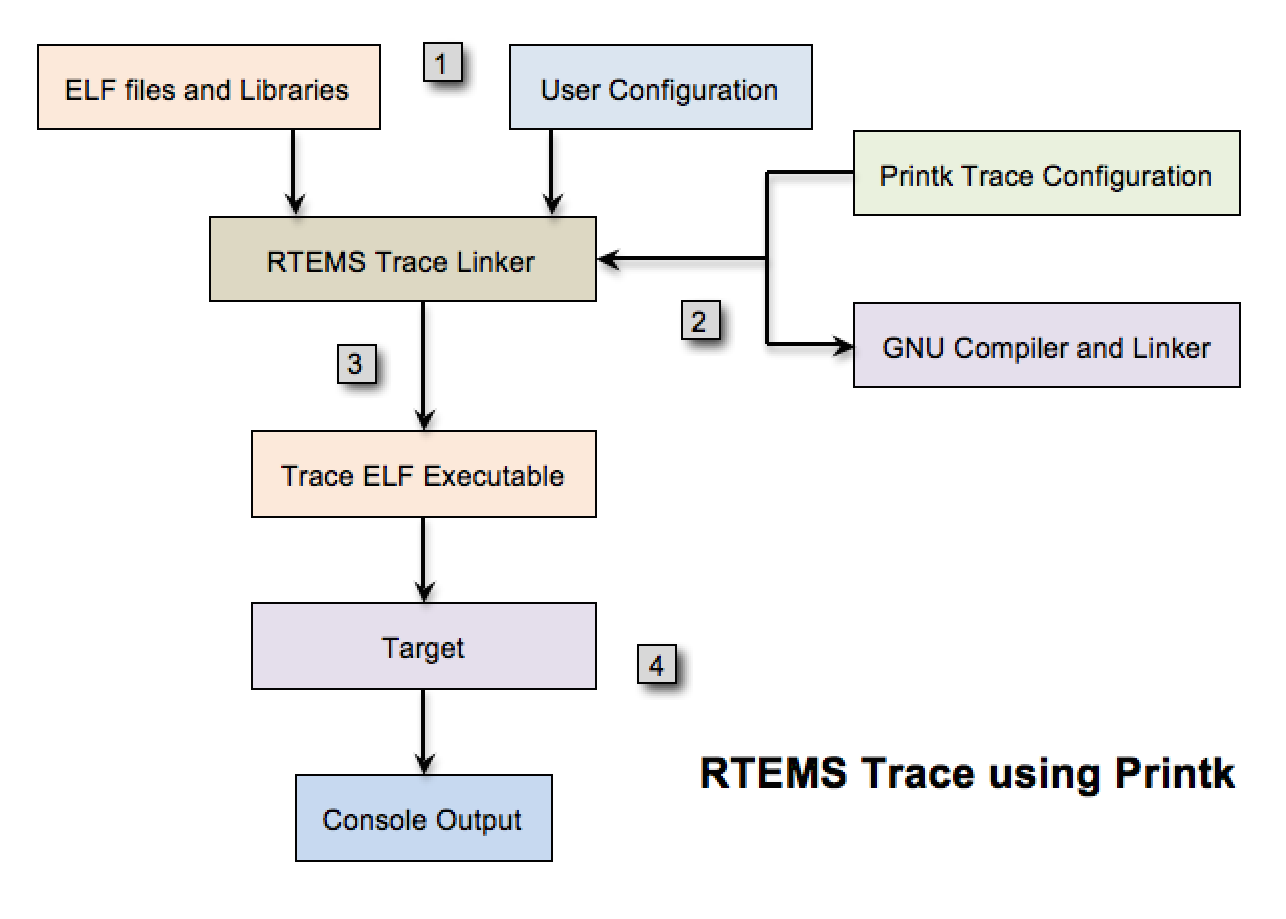 ELF files and Libraries
1
User Configuration
Printk Trace Configuration
RTEMS Trace Linker
2
GNU Compiler and Linker
3
Trace ELF Executable
Target
4
RTEMS Trace using Printk
Console Output